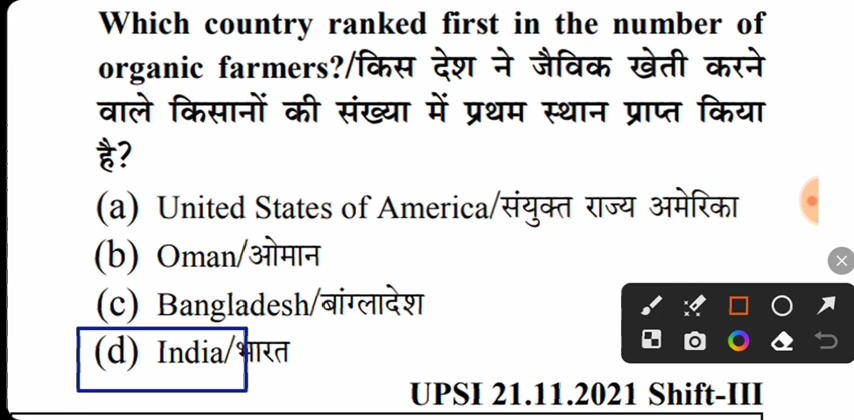 Which country ranked first in the number of
organic farmers?/किस देश ने जैविक खेती करने
वाले किसानों की संख्या में प्रथम स्थान प्राप्त किया
है?
(a) United States of America/संयुक्त राज्य अमेरिका
(b) Oman/ओमान
(c) Bangladesh/बांग्लादेश
(d) India/भारत
UPSI 21.11.2021 Shift-III